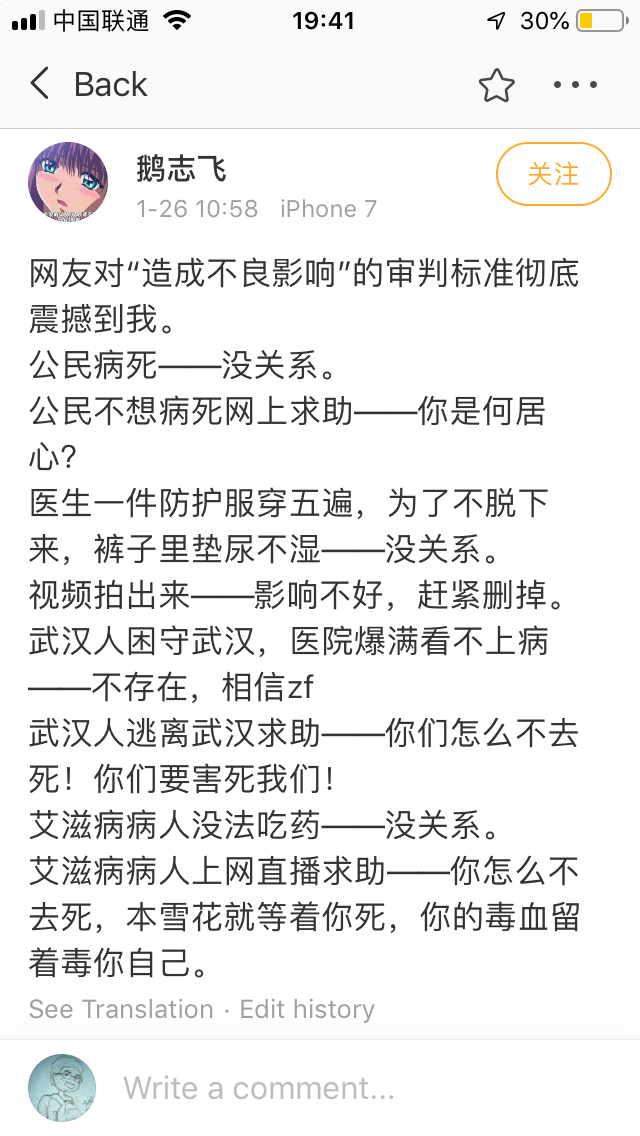 中国联通 19:41 30%
Back
鹅志飞
关注
1-26 10:58 iPhone 7
网友对“造成不良影响”的审判标准彻底
震撼到我。
公民病死——没关系。
公民不想病死网上求助——你是何居
心?
医生一件防护服穿五遍，为了不脱下
来，裤子里垫尿不湿——没关系。
视频拍出来——影响不好，赶紧删掉。
武汉人困守武汉，医院爆满看不上病
——不存在，相信zf
武汉人逃离武汉求助——你们怎么不去
死！你们要害死我们！
艾滋病病人没法吃药——没关系。
艾滋病病人上网直播求助——你怎么不
去死，本雪花就等着你死，你的毒血留
着毒你自己。
See Translation · Edit history
Write a comment...